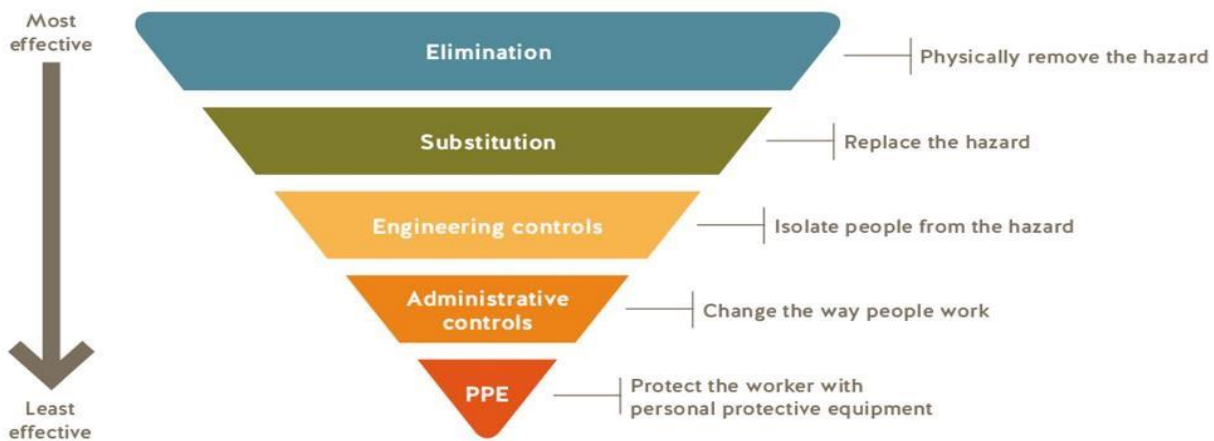 Most
effective
Elimination
Physically remove the hazard
Substitution
Replace the hazard
Engineering controls
Isolate people from the hazard
Administrative
controls
Change the way people work
PPE
Protect the worker with
personal protective equipment
Least
effective